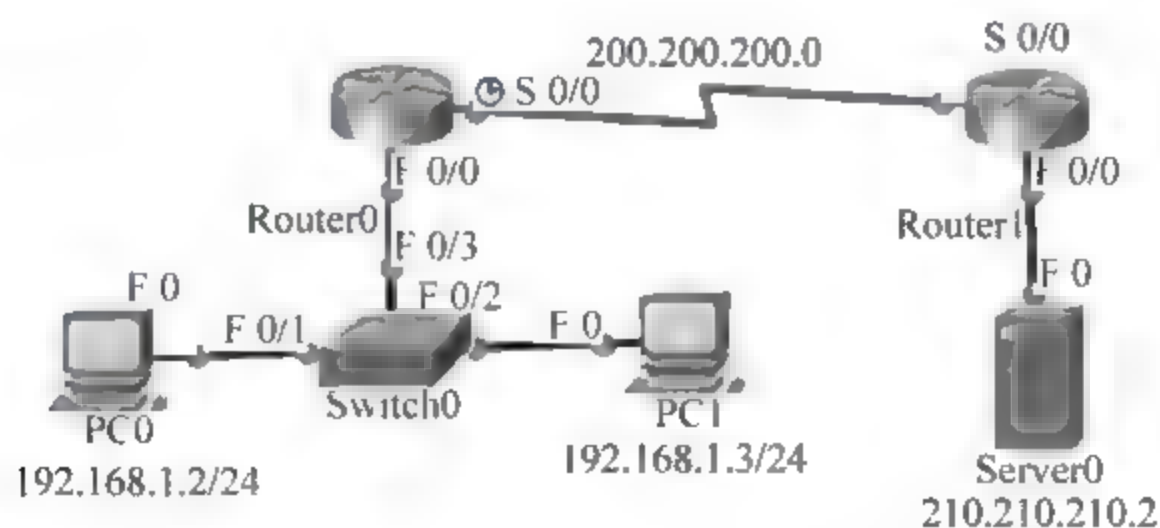 200.200.200.0
S 0/0
S 0/0
F 0/0
F 0/0
Router0
Router1
F 0/3
F 0
F 0
F 0/2
F 0/1
F 0
Switch0
PC0
PC1
192.168.1.2/24
192.168.1.3/24
Server0
210.210.210.2